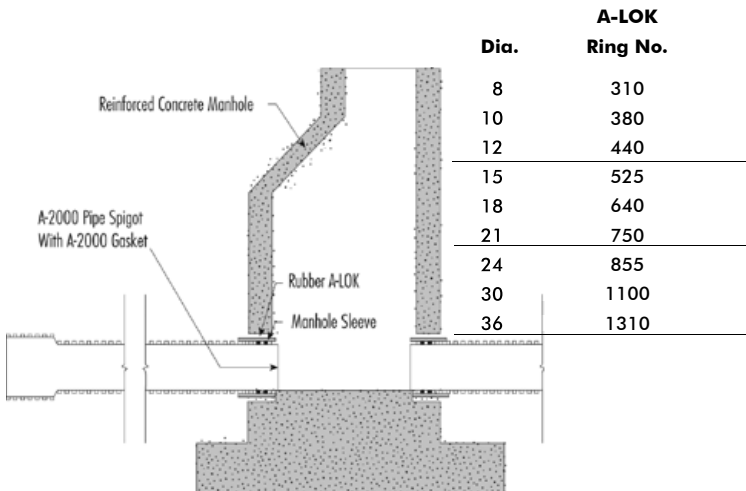 A-LOK
Dia. Ring No.
8 310
10 380
12 440
15 525
18 640
21 750
24 855
30 1100
36 1310
Reinforced Concrete Manhole
A-2000 Pipe Spigot
With A-2000 Gasket
Rubber A-LOK
Manhole Sleeve